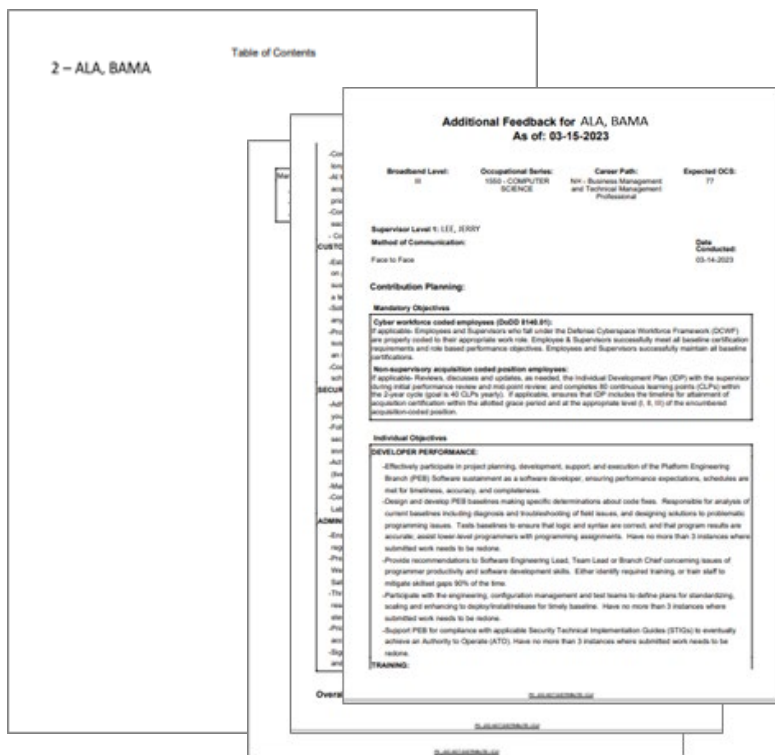 Table of Contents
2 – ALA, BAMA
Additional Feedback for ALA, BAMA
As of: 03-15-2023
Broadband Level: Occupational Series: Career Path: Expected OCS:
III 1550 - COMPUTER SCIENCE NH - Business Management and Technical Management Professional 77
Supervisor Level 1: LEE, JERRY
Method of Communication: Date Conducted:
Face to Face 03-14-2023
Contribution Planning:
Mandatory Objectives
Cyber workforce coded employees (DoDD 8140.01):
If applicable- Employees and Supervisors who fall under the Defense Cyberspace Workforce Framework (DCWF)
are properly coded to their appropriate work role. Employee & Supervisors successfully meet all baseline certification
requirements and role based performance objectives. Employees and Supervisors successfully maintain all baseline
certifications.
Non-supervisory acquisition coded position employees:
If applicable- Reviews, discusses and updates, as needed, the Individual Development Plan (IDP) with the supervisor
during initial performance review and mid-point review; and completes 80 continuous learning points (CLPs) within
the 2-year cycle (goal is 40 CLPs yearly). If applicable, ensures that IDP includes the timeline for attainment of
acquisition certification within the allotted grace period and at the appropriate level (I, II, III) of the encumbered
acquisition-coded position.
Individual Objectives
DEVELOPER PERFORMANCE:
-Effectively participate in project planning, development, support, and execution of the Platform Engineering
Branch (PEB) Software sustainment as a software developer, ensuring performance expectations, schedules are
met for timeliness, accuracy, and completeness.
-Design and develop PEB baselines making specific determinations about code fixes. Responsible for analysis of
current baselines including diagnosis and troubleshooting of field issues, and designing solutions to problematic
programming issues. Tests baselines to ensure that logic and syntax are correct, and that program results are
accurate; assist lower-level programmers with programming assignments. Have no more than 3 instances where
submitted work needs to be redone.
-Provide recommendations to Software Engineering Lead, Team Lead or Branch Chief concerning issues of
programmer productivity and software development skills. Either identify required training, or train staff to
mitigate skillset gaps 90% of the time.
-Participate with the engineering, configuration management and test teams to define plans for standardizing,
scaling and enhancing to deploy/install/release for timely baseline. Have no more than 3 instances where
submitted work needs to be redone.
-Support PEB for compliance with applicable Security Technical Implementation Guides (STIGs) to eventually
achieve an Authority to Operate (ATO). Have no more than 3 instances where submitted work needs to be
redone.
TRAINING:
CUSTO
SECUR
ADMIN
Overal